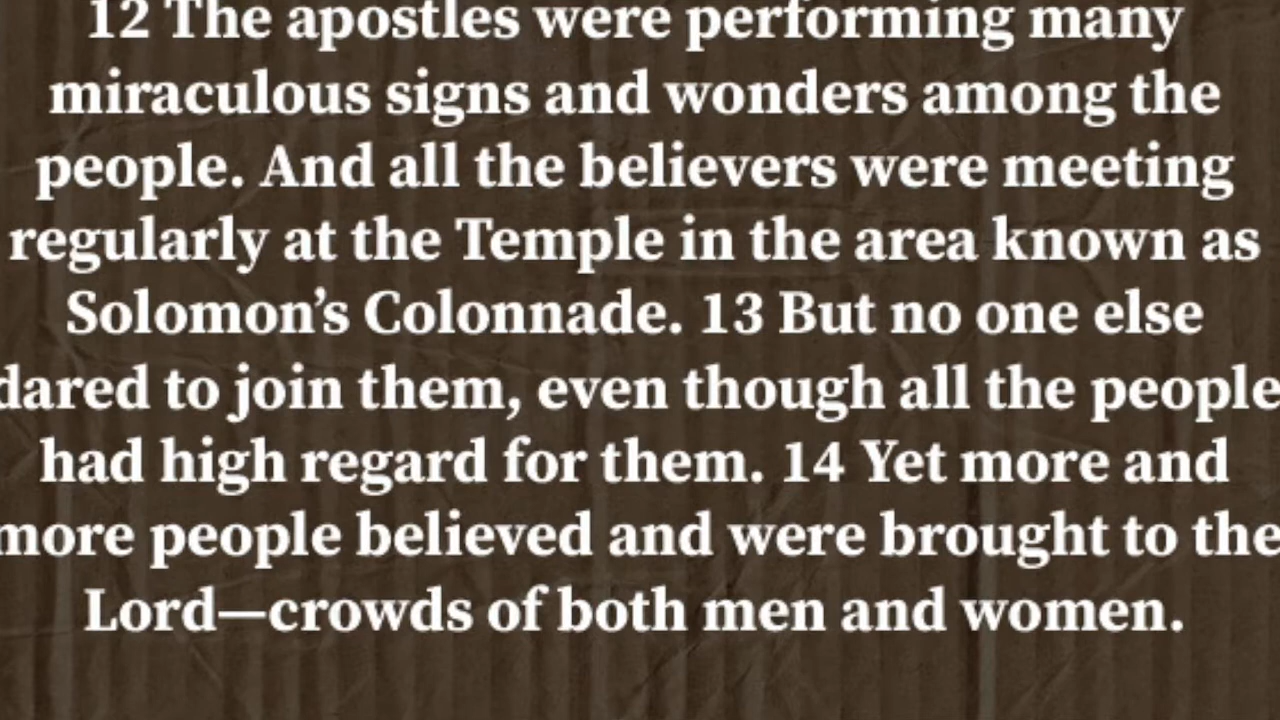 12 The apostles were performing many
miraculous signs and wonders among the
people. And all the believers were meeting
regularly at the Temple in the area known as
Solomon’s Colonnade. 13 But no one else
dared to join them, even though all the people
had high regard for them. 14 Yet more and
more people believed and were brought to the
Lord—crowds of both men and women.